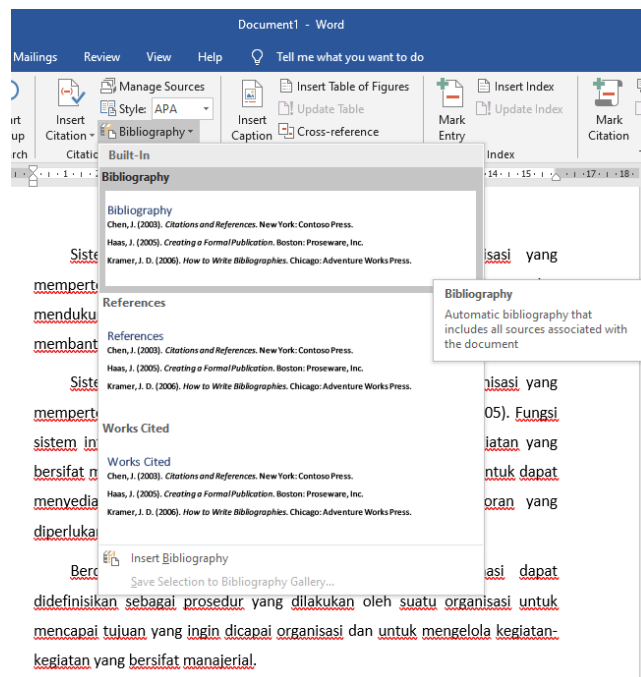 Document1 - Word
Mailings Review View Help Tell me what you want to do
Manage Sources
Style: APA
Bibliography
Insert
Citation
Insert
Caption
Insert Table of Figures
Update Table
Cross-reference
Mark
Entry
Insert Index
Update Index
Index
Mark
Citation
Built-In
Bibliography
Bibliography
Chen, J. (2003). Citations and References. New York: Contoso Press.
Haas, J. (2005). Creating a Formal Publication. Boston: Proseware, Inc.
Kramer, J. D. (2006). How to Write Bibliographies. Chicago: Adventure Works Press.
References
References
Chen, J. (2003). Citations and References. New York: Contoso Press.
Haas, J. (2005). Creating a Formal Publication. Boston: Proseware, Inc.
Kramer, J. D. (2006). How to Write Bibliographies. Chicago: Adventure Works Press.
Works Cited
Works Cited
Chen, J. (2003). Citations and References. New York: Contoso Press.
Haas, J. (2005). Creating a Formal Publication. Boston: Proseware, Inc.
Kramer, J. D. (2006). How to Write Bibliographies. Chicago: Adventure Works Press.
Insert Bibliography
Save Selection to Bibliography Gallery...
Bibliography
Automatic bibliography that
includes all sources associated with
the document
yang
yang
05). Fungsi
sistem yang
bersifat ntuk dapat
yang
dapat
didefinisikan sebagai prosedur yang dilakukan oleh suatu organisasi untuk
mencapai tujuan yang ingin dicapai organisasi dan untuk mengelola kegiatan-
kegiatan yang bersifat manajerial.